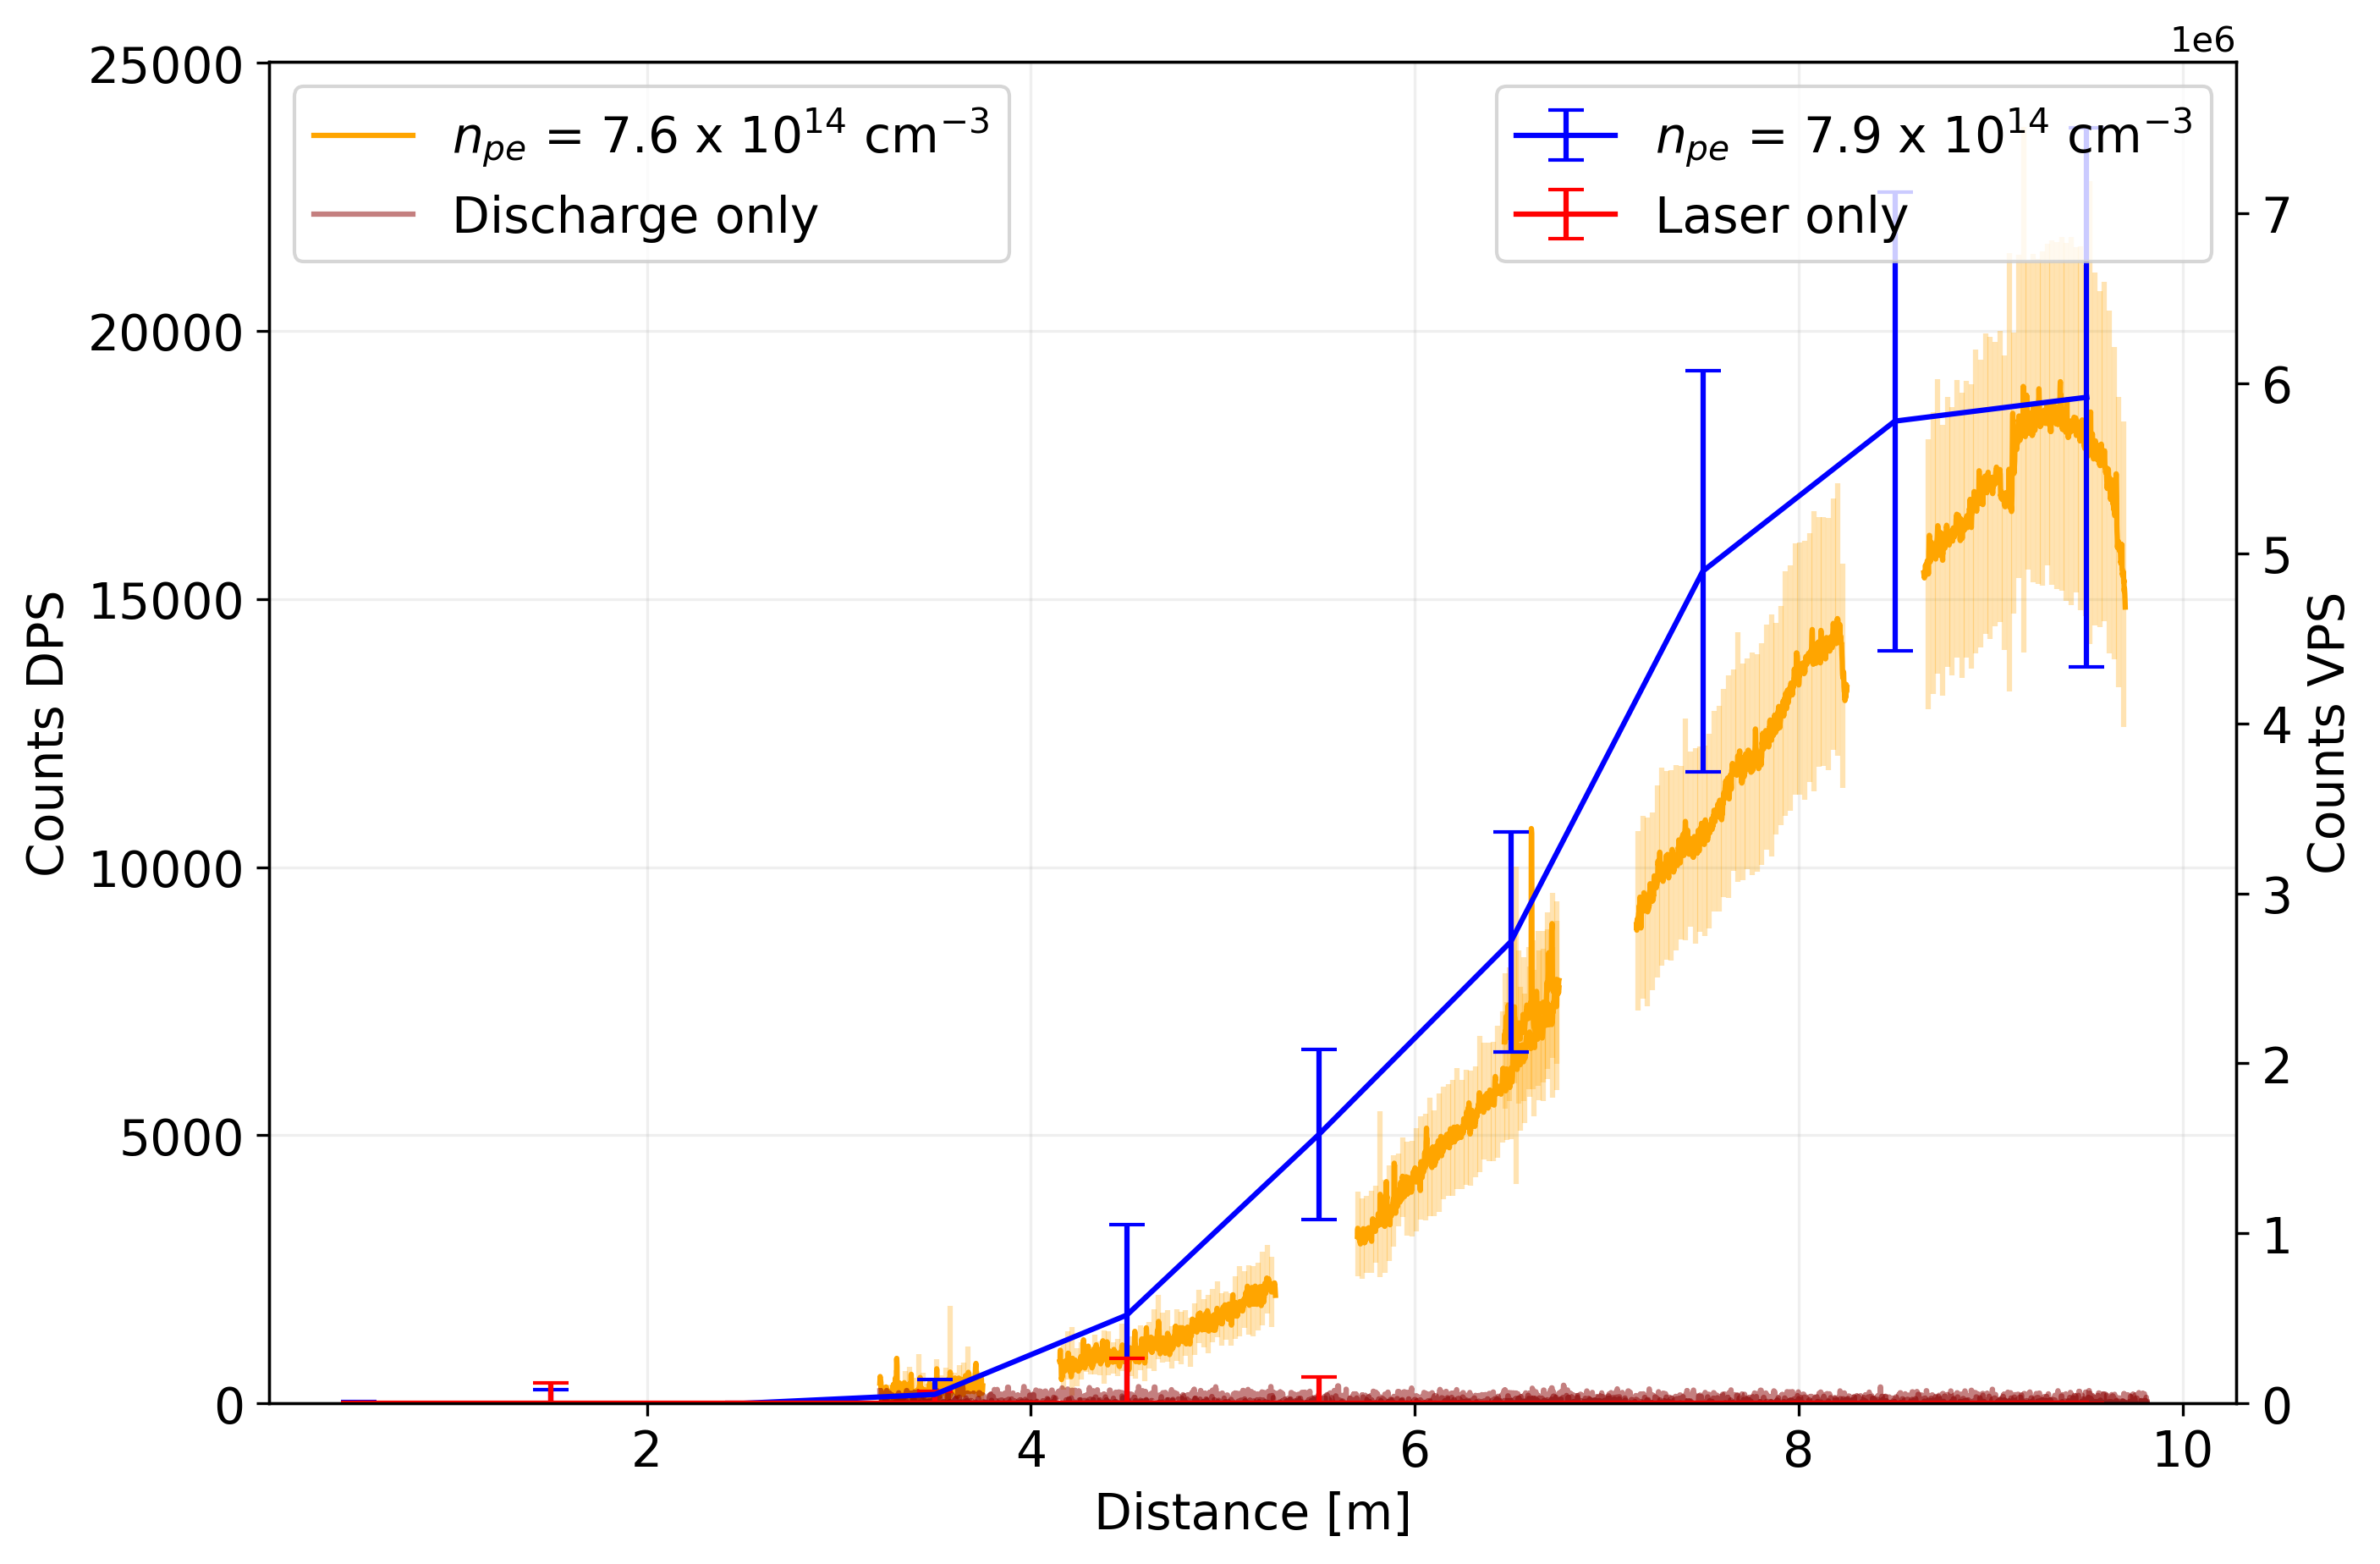 1e6
25000
20000
15000
10000
5000
0
Counts DPS
n_pe = 7.6 x 10^14 cm^−3
Discharge only
n_pe = 7.9 x 10^14 cm^−3
Laser only
7
6
5
4
3
2
1
0
Counts VPS
2 4 6 8 10
Distance [m]